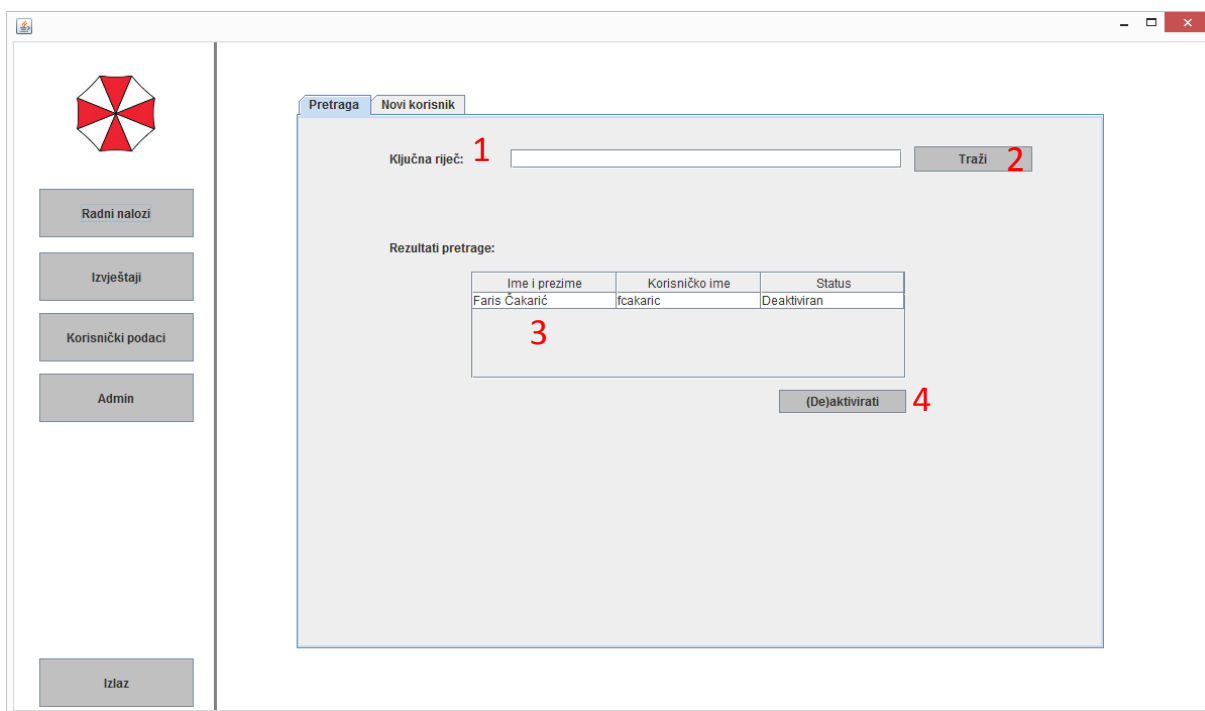 Pretraga Novi korisnik
Ključna riječ: 1 Traži 2
Radni nalozi
Rezultati pretrage:
Izvještaji
Ime i prezime Korisničko ime Status
Faris Čakarić fcakaric Deaktiviran
3
Korisnički podaci
Admin
(De)aktivirati 4
Izlaz